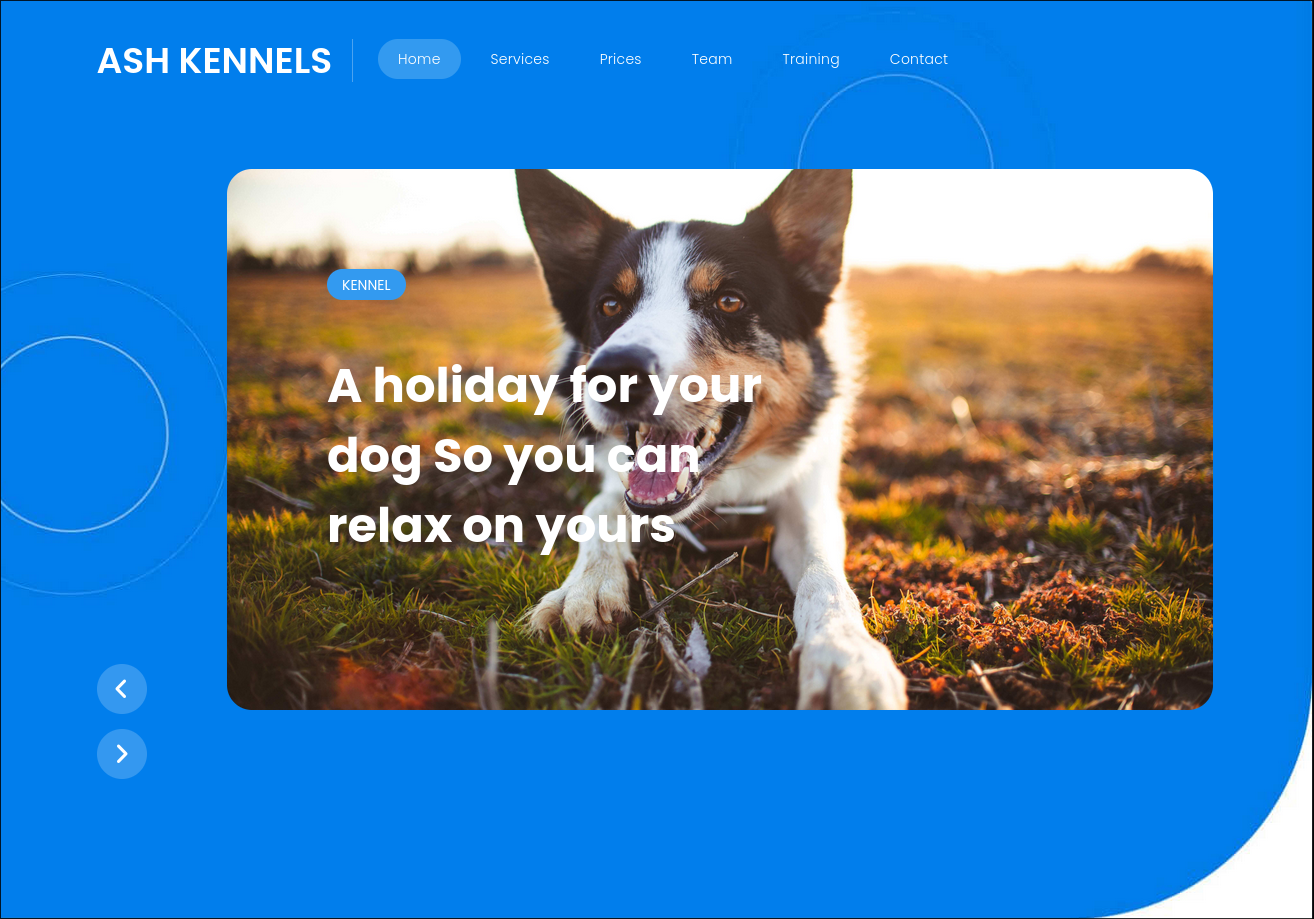 ASH KENNELS
Home Services Prices Team Training Contact
KENNEL
A holiday for your
dog So you can
relax on yours